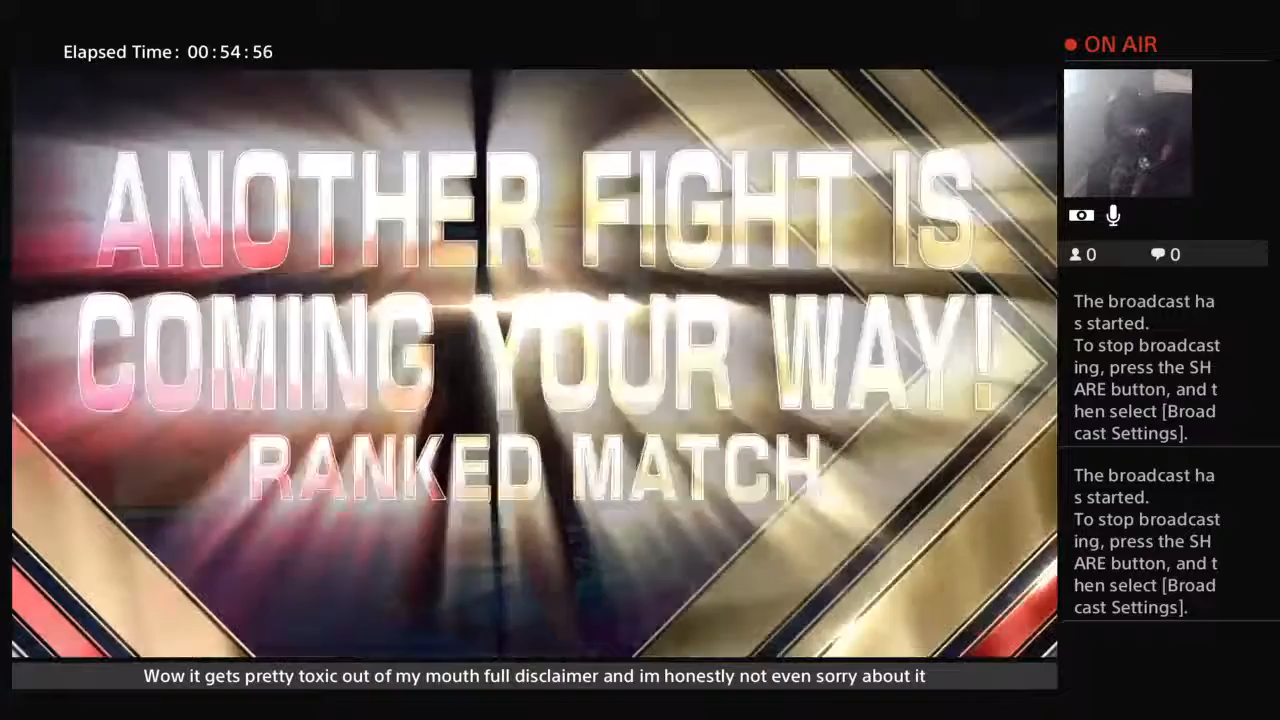 Elapsed Time: 00:54:56
ON AIR
ANOTHER FIGHT IS
COMING YOUR WAY!
RANKED MATCH
0
0
The broadcast ha
s started.
To stop broadcast
ing, press the SH
ARE button, and t
hen select [Broad
cast Settings].
The broadcast ha
s started.
To stop broadcast
ing, press the SH
ARE button, and t
hen select [Broad
cast Settings].
Wow it gets pretty toxic out of my mouth full disclaimer and im honestly not even sorry about it